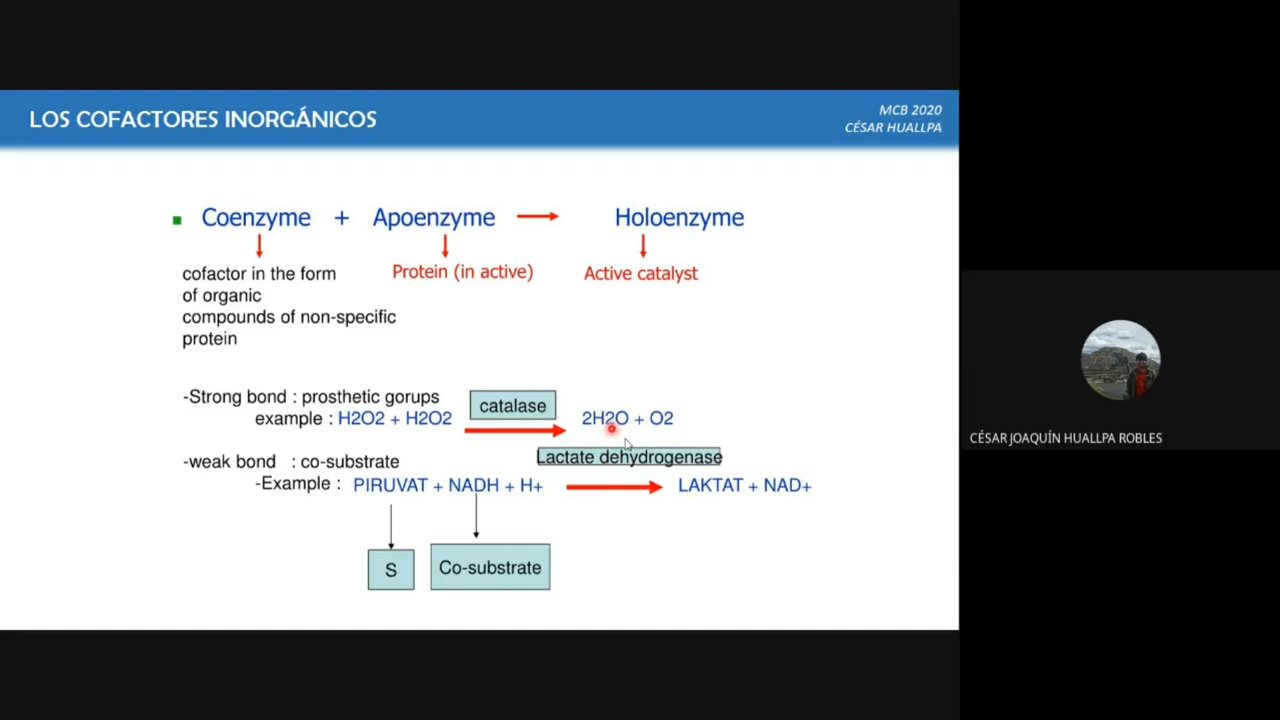 LOS COFACTORES INORGÁNICOS
MCB 2020
CÉSAR HUALLPA
Coenzyme + Apoenzyme Holoenzyme
cofactor in the form
of organic
compounds of non-specific
protein
Protein (in active)
Active catalyst
-Strong bond : prosthetic gorups
example : H2O2 + H2O2
catalase
2H2O + O2
-weak bond : co-substrate
Lactate dehydrogenase
-Example : PIRUVAT + NADH + H+ LAKTAT + NAD+
S
Co-substrate
CÉSAR JOAQUÍN HUALLPA ROBLES